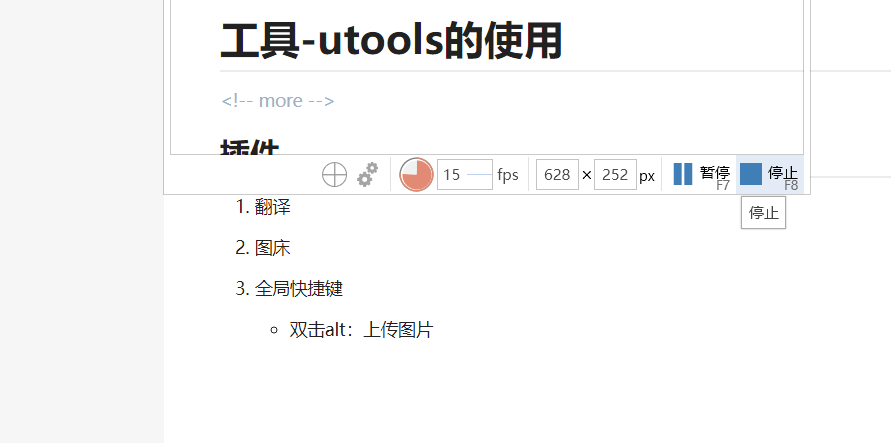 工具-utools的使用
<!-- more -->
插件
15 fps 628 × 252 px 暂停 F7 停止 F8
停止
1. 翻译
2. 图床
3. 全局快捷键
双击alt：上传图片